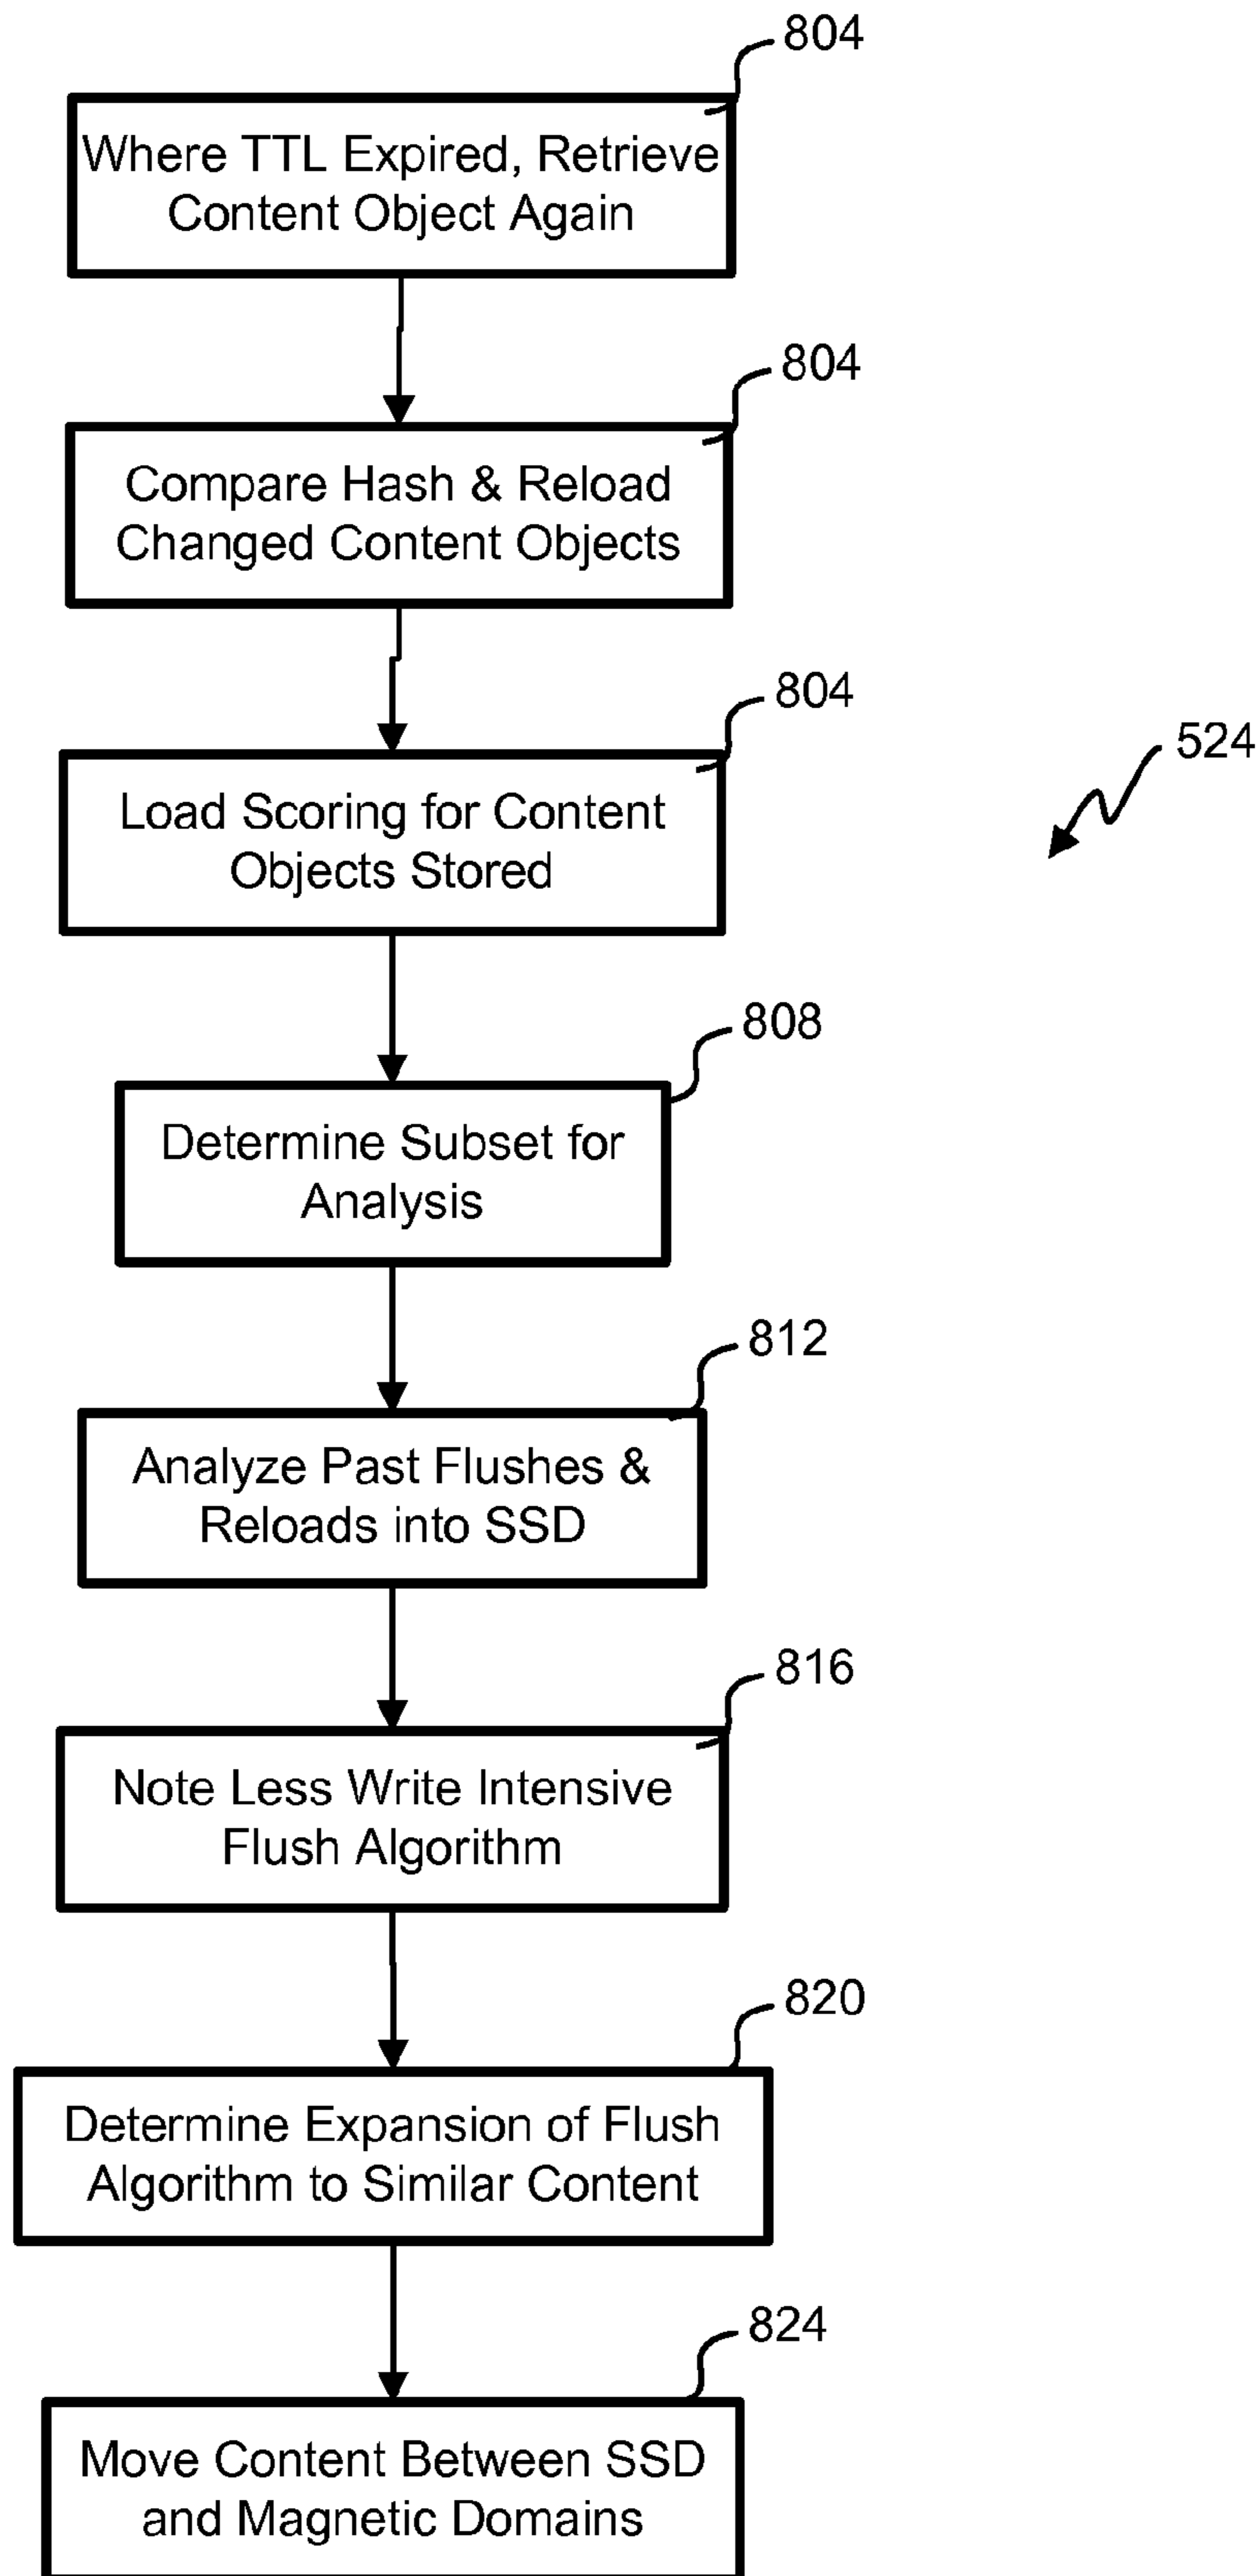 804
Where TTL Expired, Retrieve
Content Object Again
804
Compare Hash & Reload
Changed Content Objects
804
Load Scoring for Content
Objects Stored
524
808
Determine Subset for
Analysis
812
Analyze Past Flushes &
Reloads into SSD
816
Note Less Write Intensive
Flush Algorithm
820
Determine Expansion of Flush
Algorithm to Similar Content
824
Move Content Between SSD
and Magnetic Domains